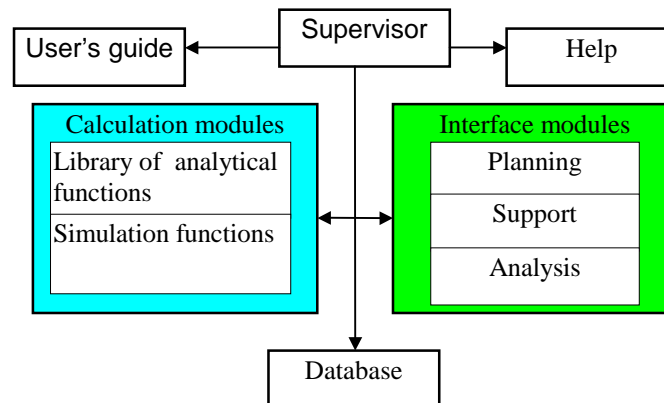 Supervisor
User's guide
Help
Calculation modules
Library of analytical
functions
Simulation functions
Interface modules
Planning
Support
Analysis
Database